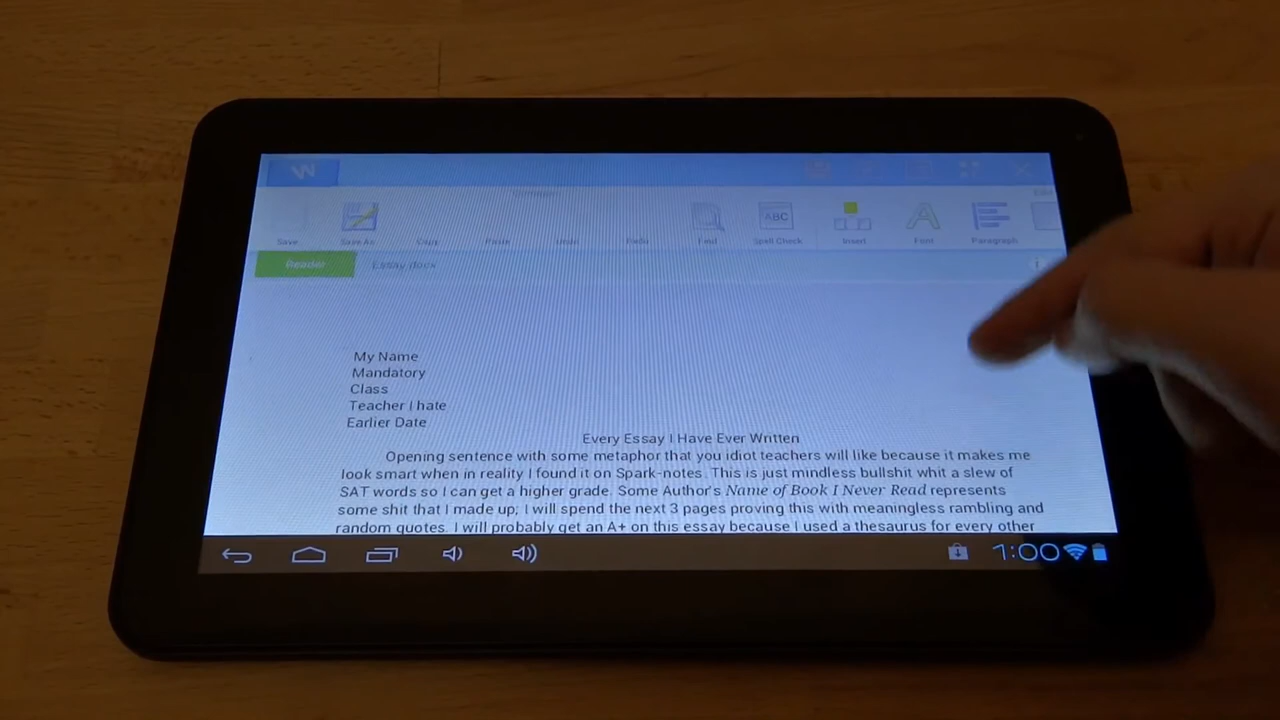 W
Save
Save As
Copy
Paste
Undo
Redo
Find
ABC
Spell Check
Insert
A
Font
Paragraph
Reader
Essay.docx
My Name
Mandatory
Class
Teacher I hate
Earlier Date
Every Essay I Have Ever Written
Opening sentence with some metaphor that you idiot teachers will like because it makes me
look smart when in reality I found it on Spark-notes. This is just mindless bullshit whit a slew of
SAT words so I can get a higher grade. Some Author's Name of Book I Never Read represents
some shit that I made up; I will spend the next 3 pages proving this with meaningless rambling and
random quotes. I will probably get an A+ on this essay because I used a thesaurus for every other
1:00